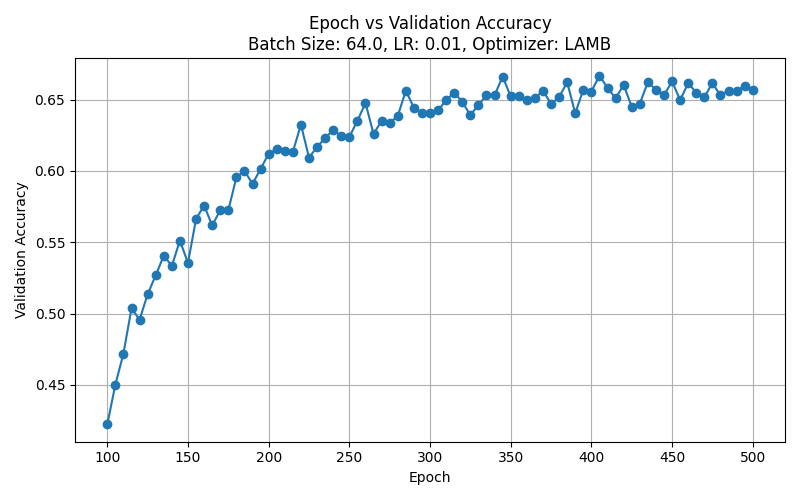 Epoch vs Validation Accuracy
Batch Size: 64.0, LR: 0.01, Optimizer: LAMB
Validation Accuracy
0.65
0.60
0.55
0.50
0.45
100 150 200 250 300 350 400 450 500
Epoch